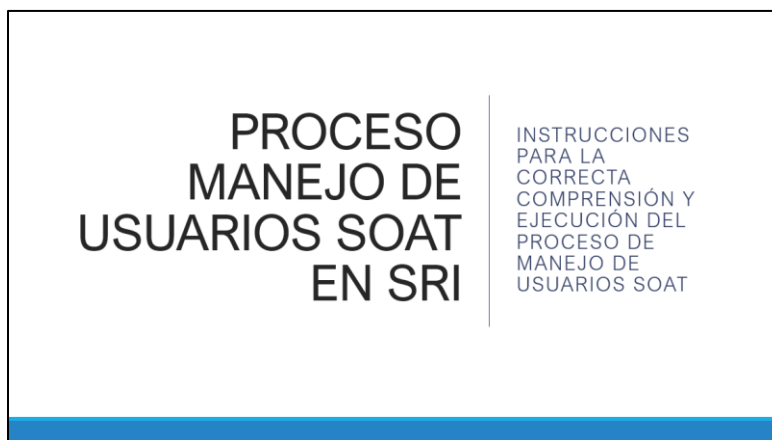 PROCESO
MANEJO DE
USUARIOS SOAT
EN SRI
INSTRUCCIONES
PARA LA
CORRECTA
COMPRENSIÓN Y
EJECUCIÓN DEL
PROCESO DE
MANEJO DE
USUARIOS SOAT